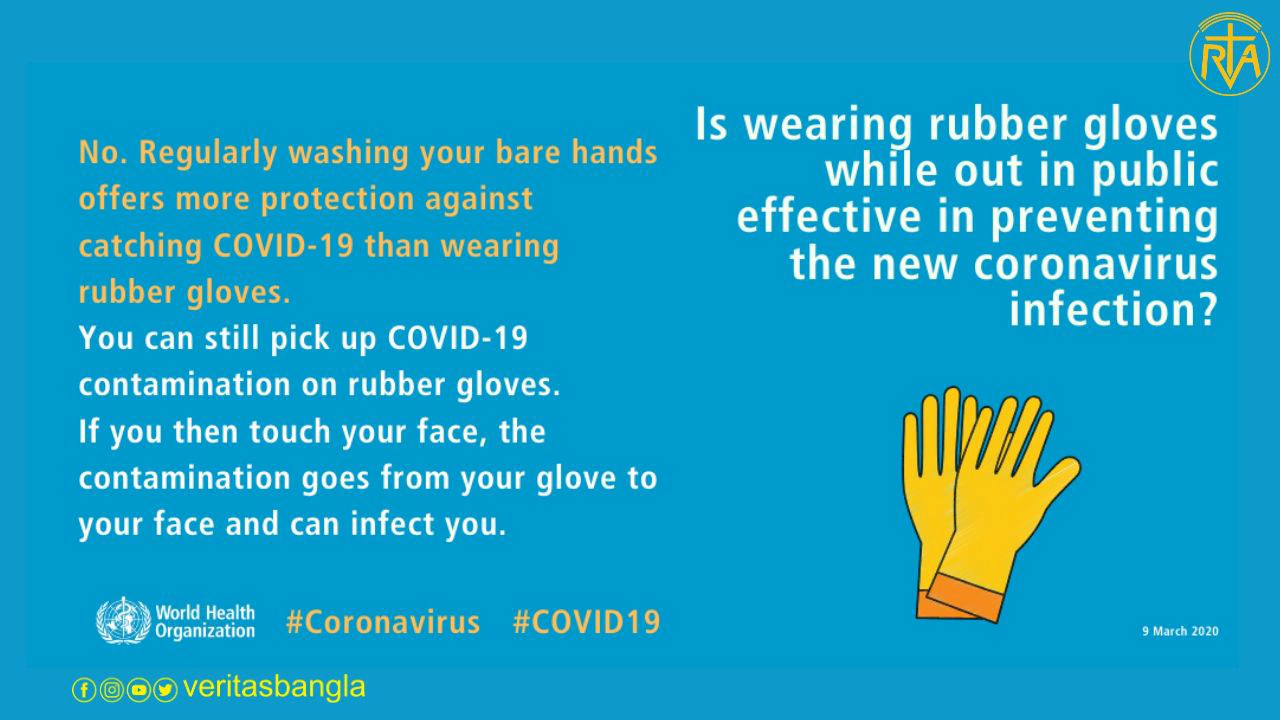 RVA
Is wearing rubber gloves
while out in public
effective in preventing
the new coronavirus
infection?
No. Regularly washing your bare hands
offers more protection against
catching COVID-19 than wearing
rubber gloves.
You can still pick up COVID-19
contamination on rubber gloves.
If you then touch your face, the
contamination goes from your glove to
your face and can infect you.
World Health
Organization
#Coronavirus #COVID19
9 March 2020
veritasbangla